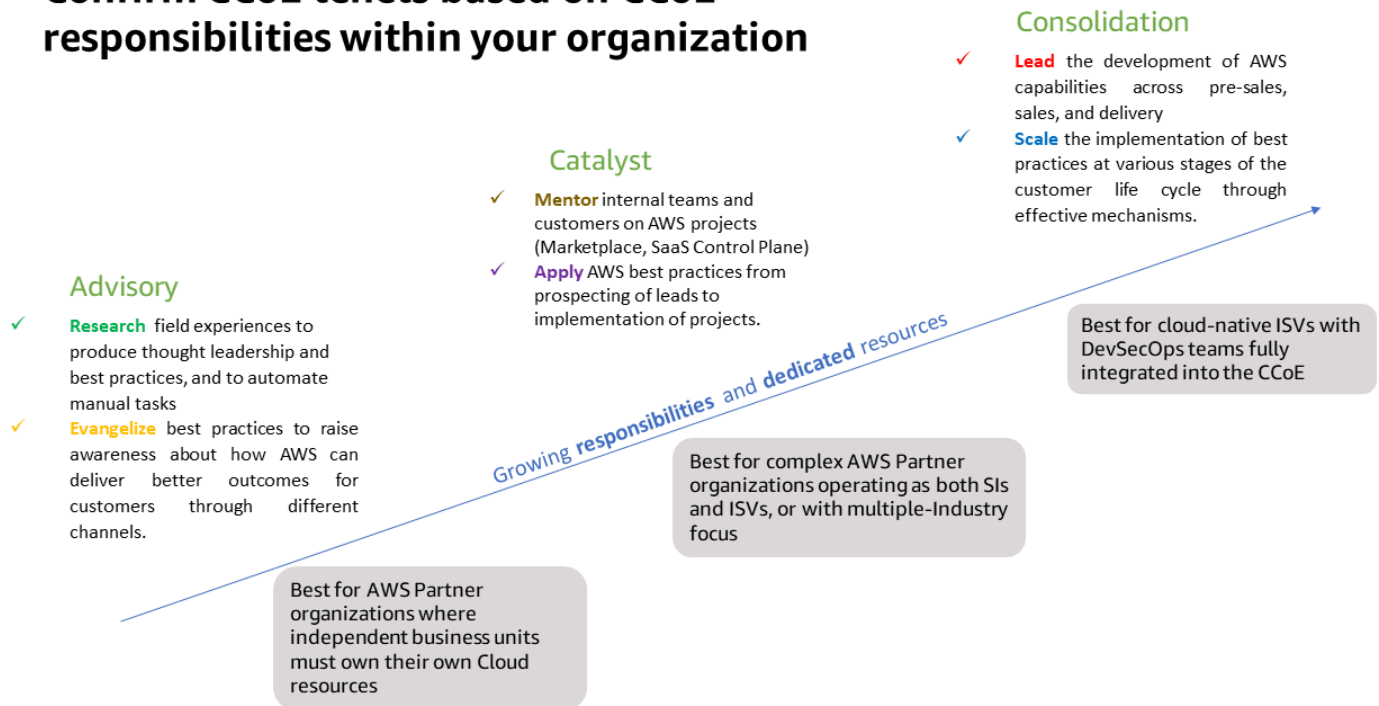 Confirm CCoE tenets based on CCoE
responsibilities within your organization
Consolidation
Lead the development of AWS
capabilities across pre-sales,
sales, and delivery
Scale the implementation of best
practices at various stages of the
customer life cycle through
effective mechanisms.
Catalyst
Mentor internal teams and
customers on AWS projects
(Marketplace, SaaS Control Plane)
Apply AWS best practices from
prospecting of leads to
implementation of projects.
Advisory
Research field experiences to
produce thought leadership and
best practices, and to automate
manual tasks
Evangelize best practices to raise
awareness about how AWS can
deliver better outcomes for
customers through different
channels.
Growing responsibilities and dedicated resources
Best for cloud-native ISVs with
DevSecOps teams fully
integrated into the CCoE
Best for complex AWS Partner
organizations operating as both SIs
and ISVs, or with multiple-Industry
focus
Best for AWS Partner
organizations where
independent business units
must own their own Cloud
resources